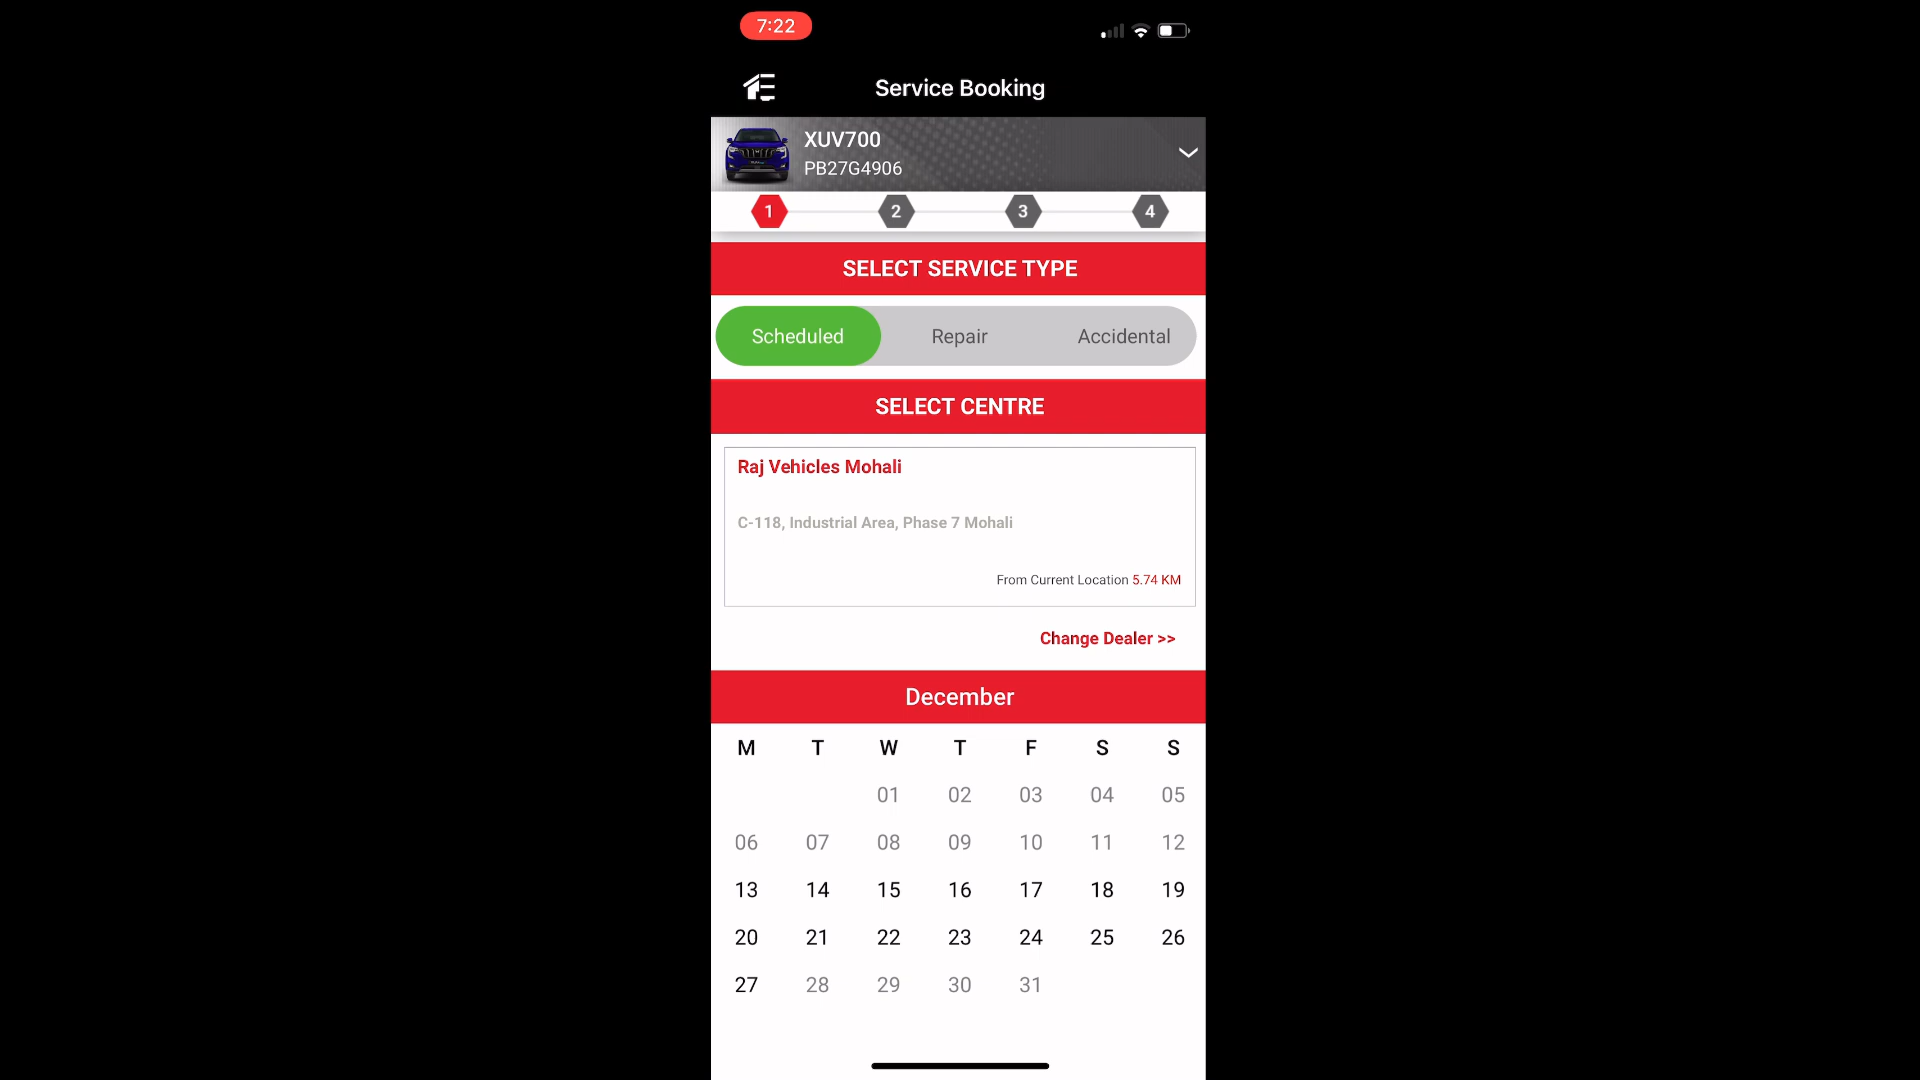 7:22
Service Booking
XUV700
PB27G4906
1 2 3 4
SELECT SERVICE TYPE
Scheduled Repair Accidental
SELECT CENTRE
Raj Vehicles Mohali
C-118, Industrial Area, Phase 7 Mohali
From Current Location 5.74 KM
Change Dealer >>
December
M T W T F S S
01 02 03 04 05
06 07 08 09 10 11 12
13 14 15 16 17 18 19
20 21 22 23 24 25 26
27 28 29 30 31